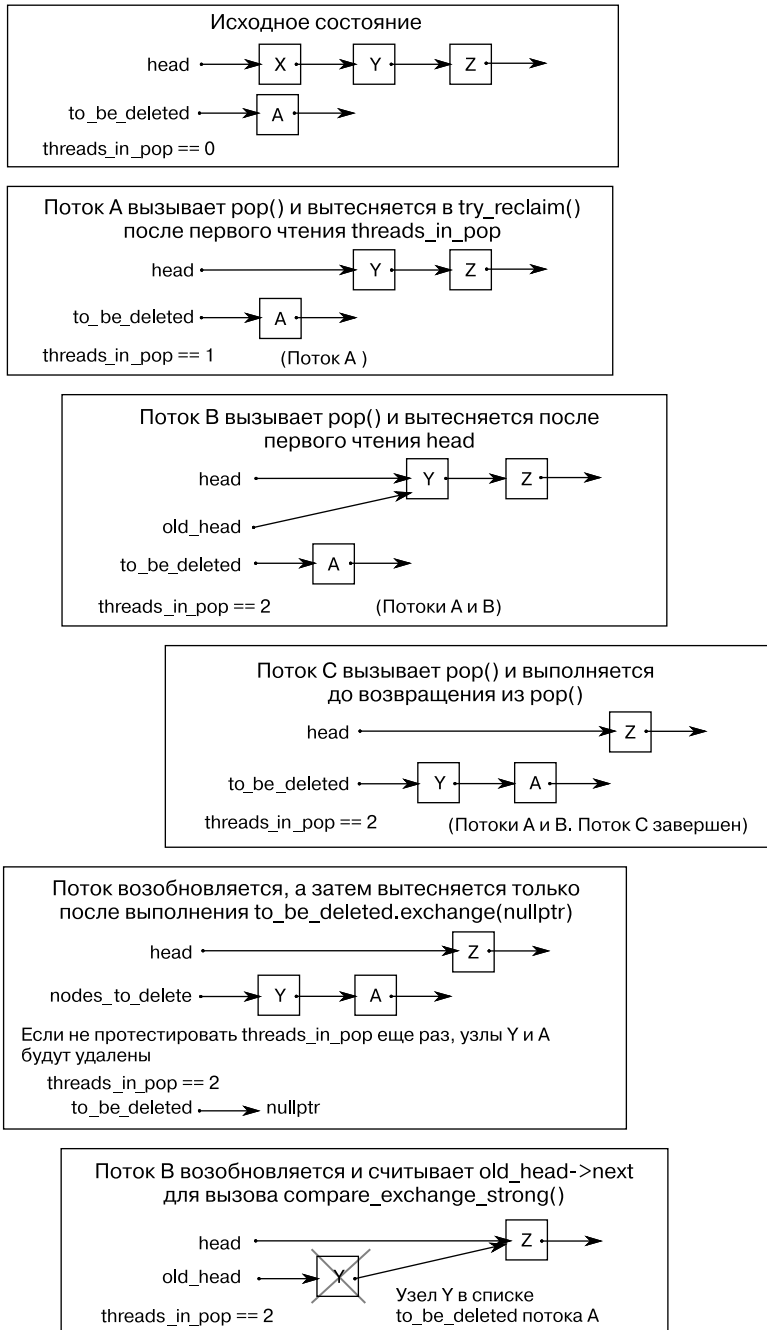 Исходное состояние
head X Y Z
to_be_deleted A
threads_in_pop == 0
Поток A вызывает pop() и вытесняется в try_reclaim()
после первого чтения threads_in_pop
head Y Z
to_be_deleted A
threads_in_pop == 1 (Поток A )
Поток B вызывает pop() и вытесняется после
первого чтения head
head Y Z
old_head
to_be_deleted A
threads_in_pop == 2 (Потоки A и B)
Поток C вызывает pop() и выполняется
до возвращения из pop()
head Z
to_be_deleted Y A
threads_in_pop == 2 (Потоки A и B. Поток C завершен)
Поток возобновляется, а затем вытесняется только
после выполнения to_be_deleted.exchange(nullptr)
head Z
nodes_to_delete Y A
Если не протестировать threads_in_pop еще раз, узлы Y и A
будут удалены
threads_in_pop == 2
to_be_deleted nullptr
Поток B возобновляется и считывает old_head->next
для вызова compare_exchange_strong()
head Z
old_head Y
Узел Y в списке
threads_in_pop == 2 to_be_deleted потока A